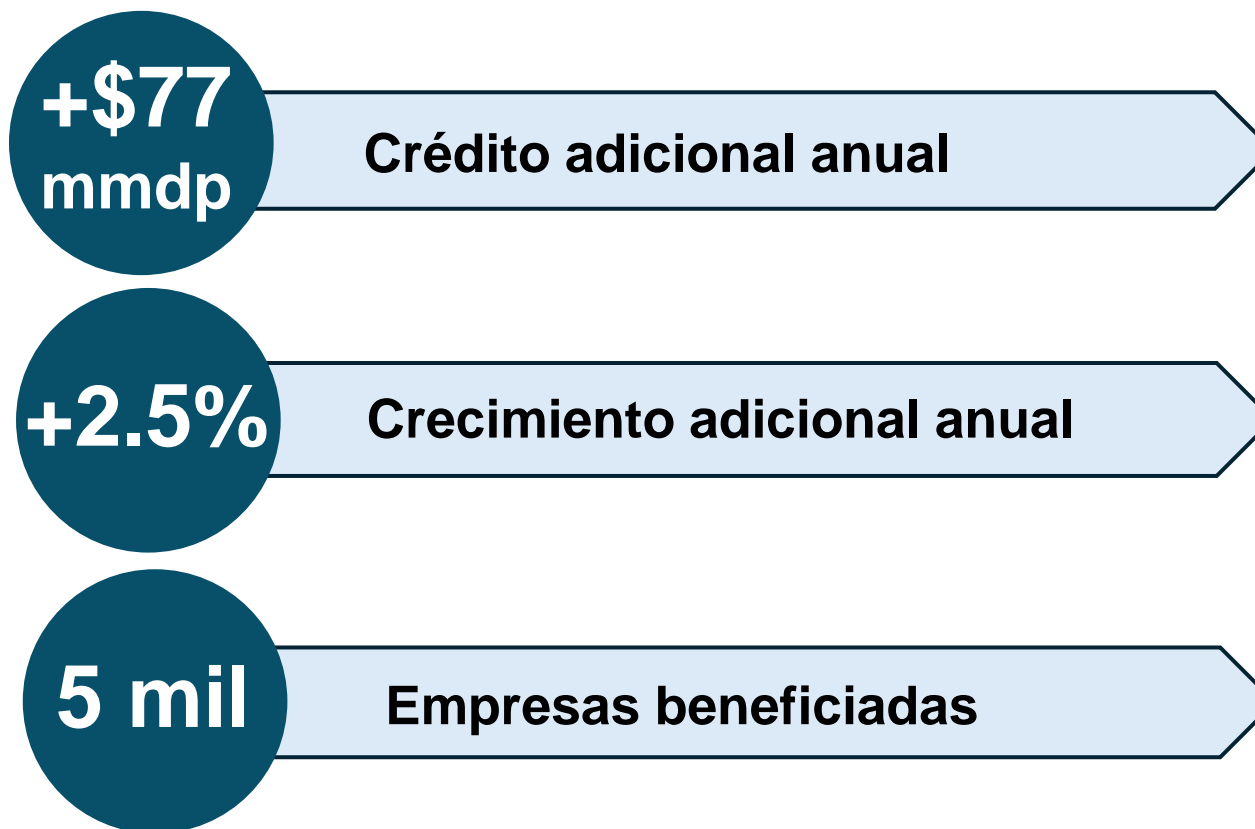 +$77
mmdp
Crédito adicional anual
+2.5%
Crecimiento adicional anual
5 mil
Empresas beneficiadas